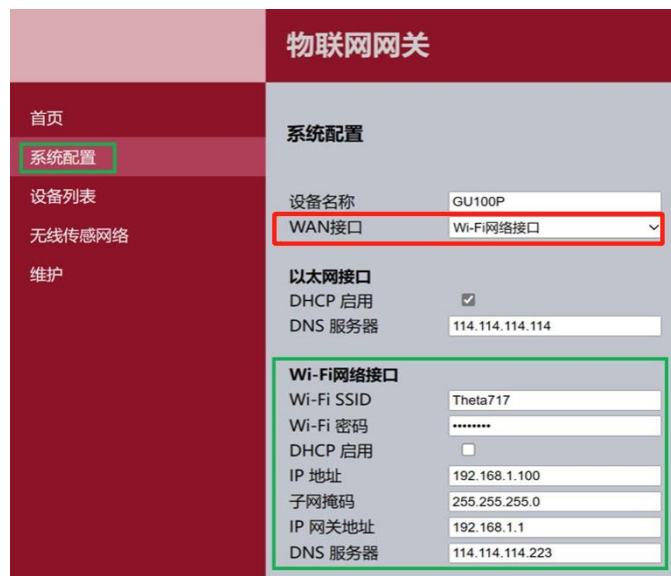 物联网网关
首页
系统配置
设备列表
无线传感网络
维护
系统配置
设备名称 GU100P
WAN接口 Wi-Fi网络接口
以太网接口
DHCP 启用
DNS 服务器 114.114.114.114
Wi-Fi网络接口
Wi-Fi SSID Theta717
Wi-Fi 密码 ••••••••
DHCP 启用
IP 地址 192.168.1.100
子网掩码 255.255.255.0
IP 网关地址 192.168.1.1
DNS 服务器 114.114.114.223